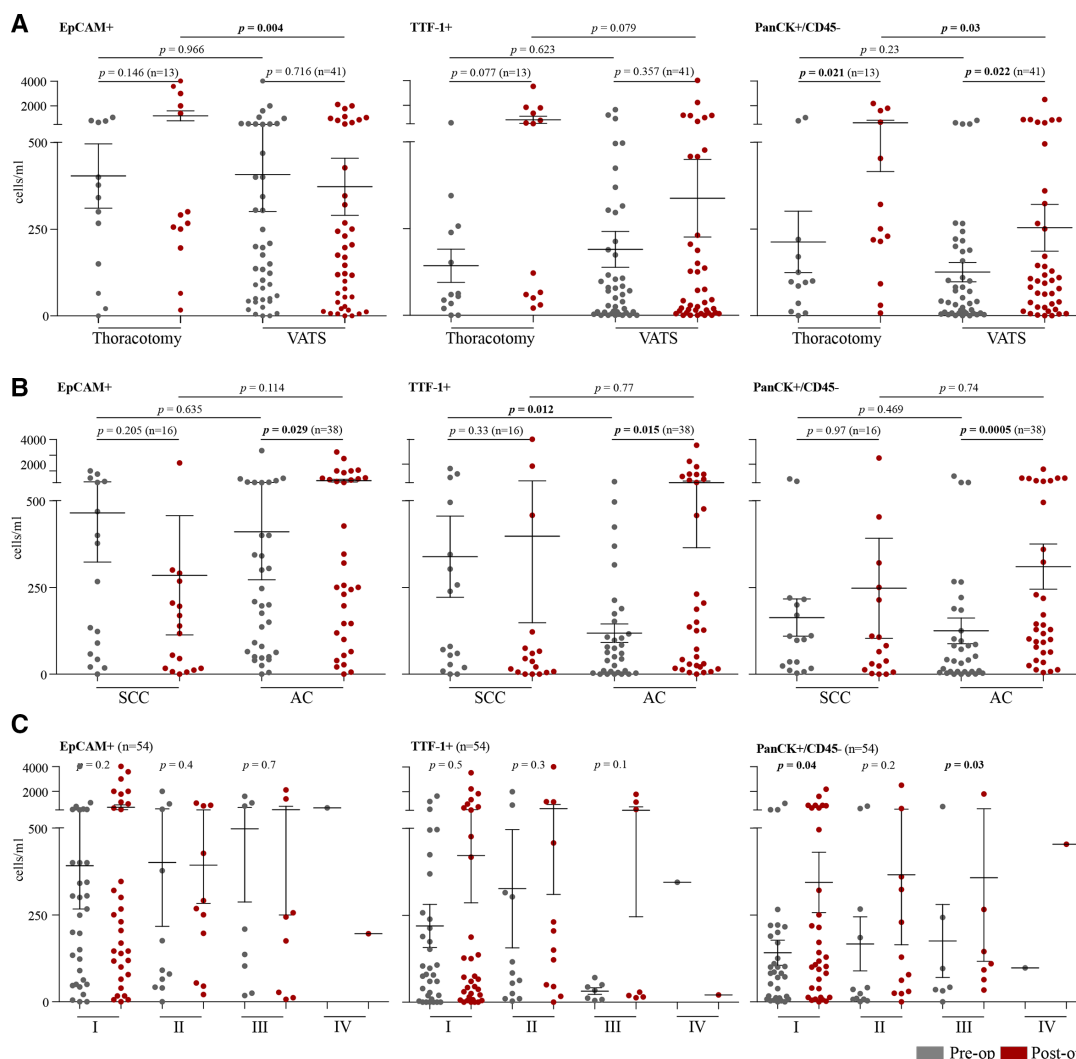 A
EpCAM+
p = 0.004
p = 0.966
p = 0.146 (n=13)
p = 0.716 (n=41)
TTF-1+
p = 0.079
p = 0.623
p = 0.077 (n=13)
p = 0.357 (n=41)
PanCK+/CD45-
p = 0.03
p = 0.23
p = 0.021 (n=13)
p = 0.022 (n=41)
4000
2000
500
250
0
cells/ml
Thoracotomy
VATS
Thoracotomy
VATS
Thoracotomy
VATS
B
EpCAM+
p = 0.114
p = 0.635
p = 0.205 (n=16)
p = 0.029 (n=38)
TTF-1+
p = 0.77
p = 0.012
p = 0.33 (n=16)
p = 0.015 (n=38)
PanCK+/CD45-
p = 0.74
p = 0.469
p = 0.97 (n=16)
p = 0.0005 (n=38)
4000
2000
500
250
0
cells/ml
SCC
AC
SCC
AC
SCC
AC
C
EpCAM+ (n=54)
p = 0.2
p = 0.4
p = 0.7
TTF-1+ (n=54)
p = 0.5
p = 0.3
p = 0.1
PanCK+/CD45- (n=54)
p = 0.04
p = 0.2
p = 0.03
4000
2000
500
250
0
cells/ml
I
II
III
IV
I
II
III
IV
I
II
III
IV
Pre-op
Post-o